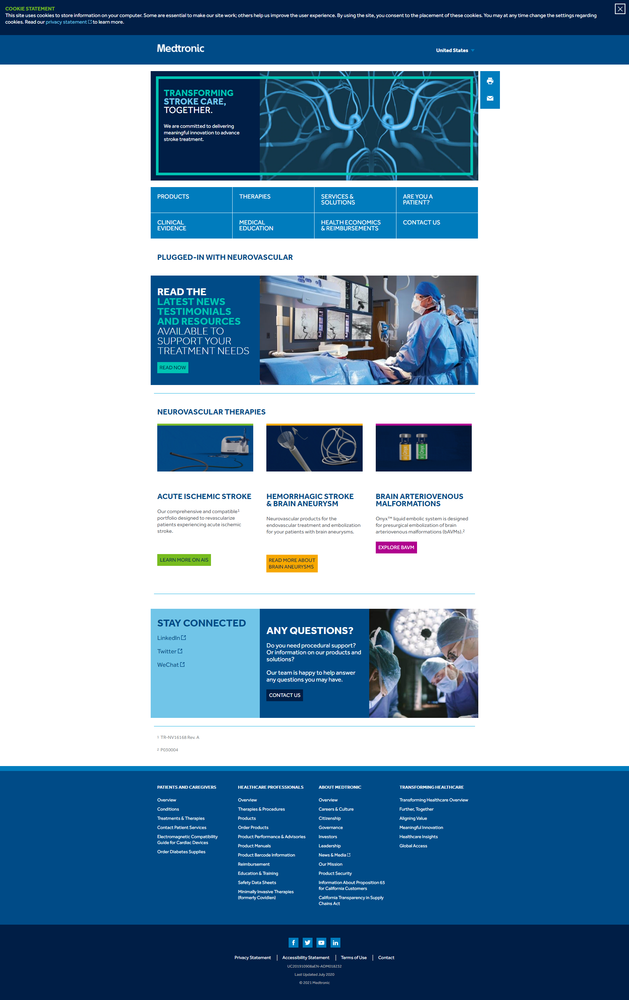 COOKIE STATEMENT
This site uses cookies to store information on your computer. Some are essential to make our site work; others help us improve the user experience. By using the site, you consent to the placement of these cookies. You may at any time change the settings regarding
cookies. Read our privacy statement to learn more.
Medtronic
United States
TRANSFORMING
STROKE CARE,
TOGETHER.
We are committed to delivering
meaningful innovation to advance
stroke treatment.
PRODUCTS
THERAPIES
SERVICES &
SOLUTIONS
ARE YOU A
PATIENT?
CLINICAL
EVIDENCE
MEDICAL
EDUCATION
HEALTH ECONOMICS
& REIMBURSEMENTS
CONTACT US
PLUGGED-IN WITH NEUROVASCULAR
READ THE
LATEST NEWS
TESTIMONIALS
AND RESOURCES
AVAILABLE TO
SUPPORT YOUR
TREATMENT NEEDS
READ NOW
NEUROVASCULAR THERAPIES
Medtronic
Onyx
18
Onyx
34
ACUTE ISCHEMIC STROKE
Our comprehensive and compatible¹
portfolio designed to revascularize
patients experiencing acute ischemic
stroke.
LEARN MORE ON AIS
HEMORRHAGIC STROKE
& BRAIN ANEURYSM
Neurovascular products for the
endovascular treatment and embolization
for your patients with brain aneurysms.
READ MORE ABOUT
BRAIN ANEURYSMS
BRAIN ARTERIOVENOUS
MALFORMATIONS
Onyx™ liquid embolic system is designed
for presurgical embolization of brain
arteriovenous malformations (bAVMs).²
EXPLORE BAVM
STAY CONNECTED
LinkedIn
Twitter
WeChat
ANY QUESTIONS?
Do you need procedural support?
Or information on our products and
solutions?
Our team is happy to help answer
any questions you may have.
CONTACT US
¹ TR-NV16168 Rev. A
² P030004
PATIENTS AND CAREGIVERS
Overview
Conditions
Treatments & Therapies
Contact Patient Services
Electromagnetic Compatibility
Guide for Cardiac Devices
Order Diabetes Supplies
HEALTHCARE PROFESSIONALS
Overview
Therapies & Procedures
Products
Order Products
Product Performance & Advisories
Product Manuals
Product Barcode Information
Reimbursement
Education & Training
Safety Data Sheets
Minimally Invasive Therapies
(formerly Covidien)
ABOUT MEDTRONIC
Overview
Careers & Culture
Citizenship
Governance
Investors
Leadership
News & Media
Our Mission
Product Security
Information About Proposition 65
for California Customers
California Transparency in Supply
Chains Act
TRANSFORMING HEALTHCARE
Transforming Healthcare Overview
Further, Together
Aligning Value
Meaningful Innovation
Healthcare Insights
Global Access
Privacy Statement | Accessibility Statement | Terms of Use | Contact
UC201910908aEN-ADM018232
Last Updated July 2020
© 2021 Medtronic